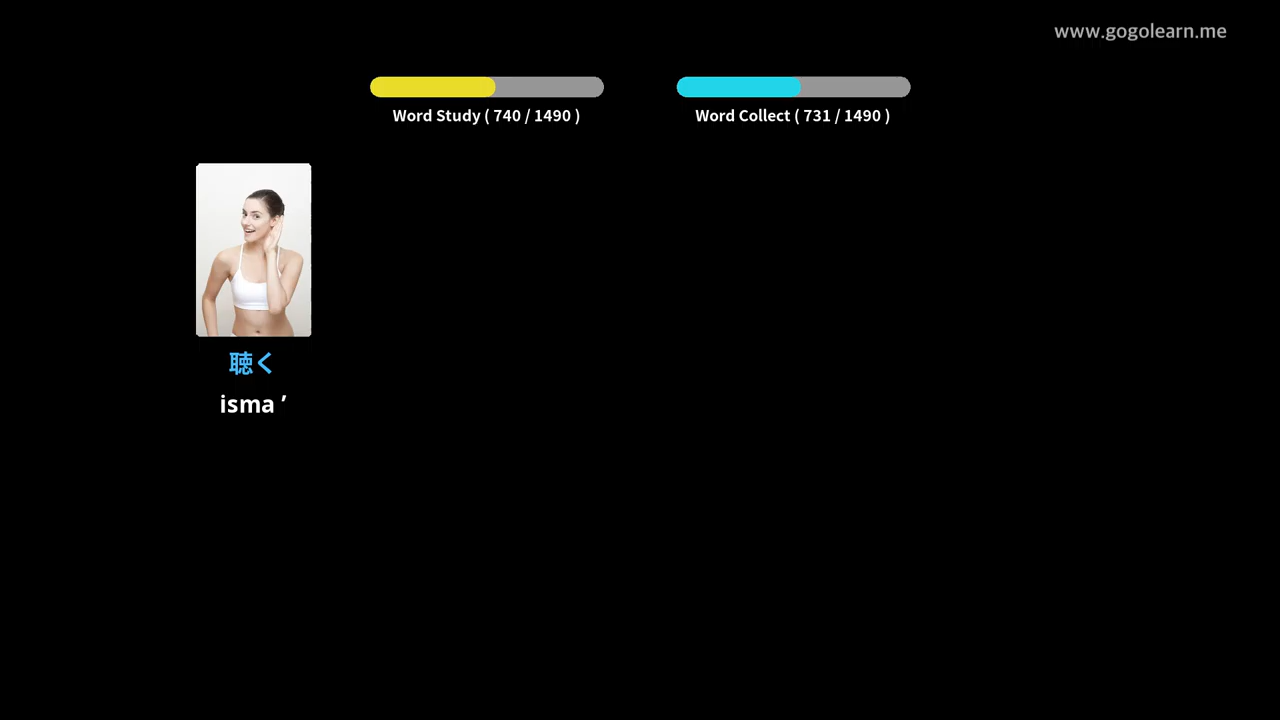 www.gogolearn.me
Word Study ( 740 / 1490 )
Word Collect ( 731 / 1490 )
聴く
isma ’